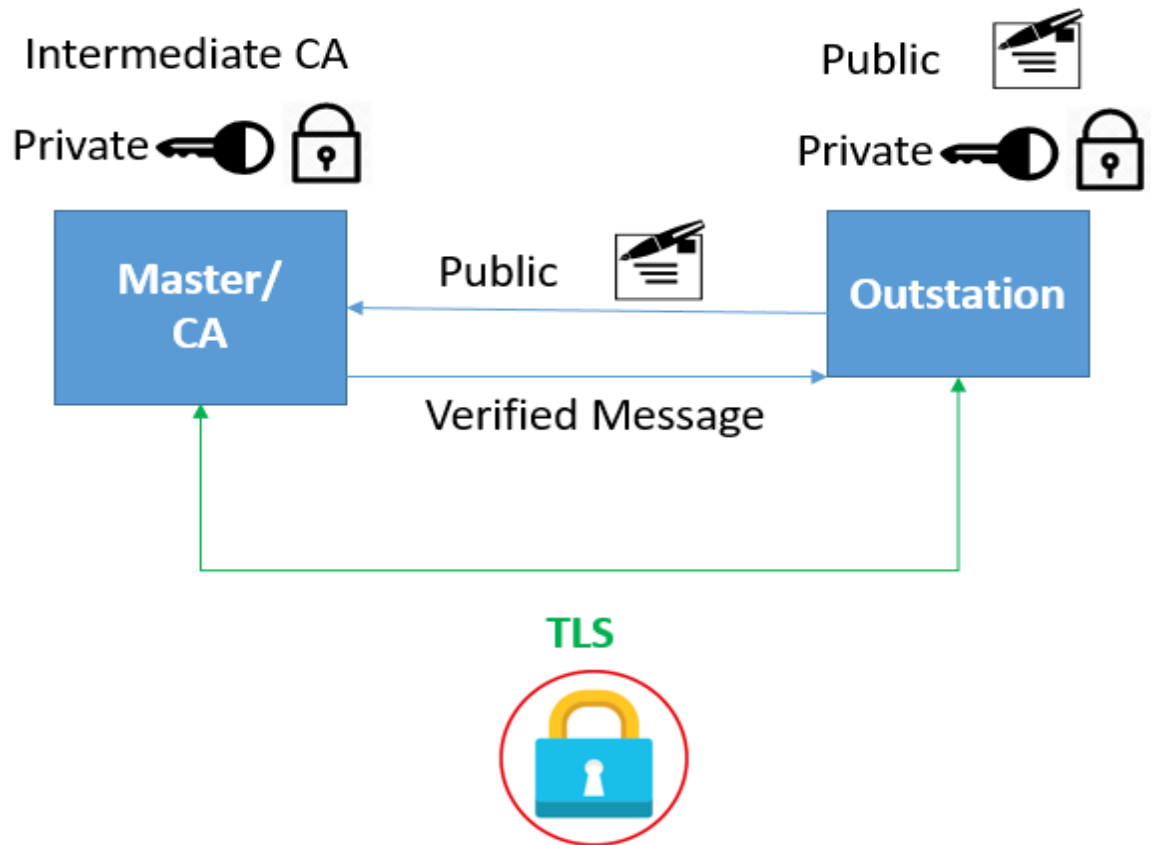 Intermediate CA
Public
Private
Private
Master/
CA
Public
Outstation
Verified Message
TLS